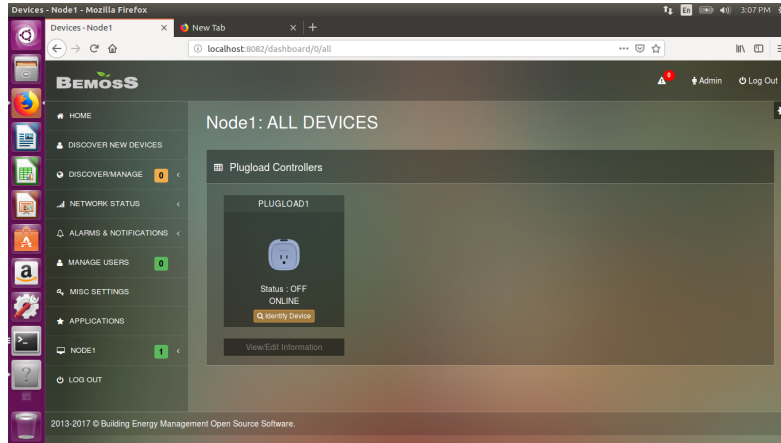 Devices - Node1 - Mozilla Firefox
En
3:07 PM
Devices - Node1
New Tab
localhost:8082/dashboard/0/all
BEMOSS
0
Admin
Log Out
HOME
DISCOVER NEW DEVICES
DISCOVER/MANAGE 0
NETWORK STATUS
ALARMS & NOTIFICATIONS
MANAGE USERS 0
MISC SETTINGS
APPLICATIONS
NODE1 1
LOG OUT
Node1: ALL DEVICES
Plugload Controllers
PLUGLOAD1
Status : OFF
ONLINE
Identify Device
View/Edit Information
2013-2017 © Building Energy Management Open Source Software.